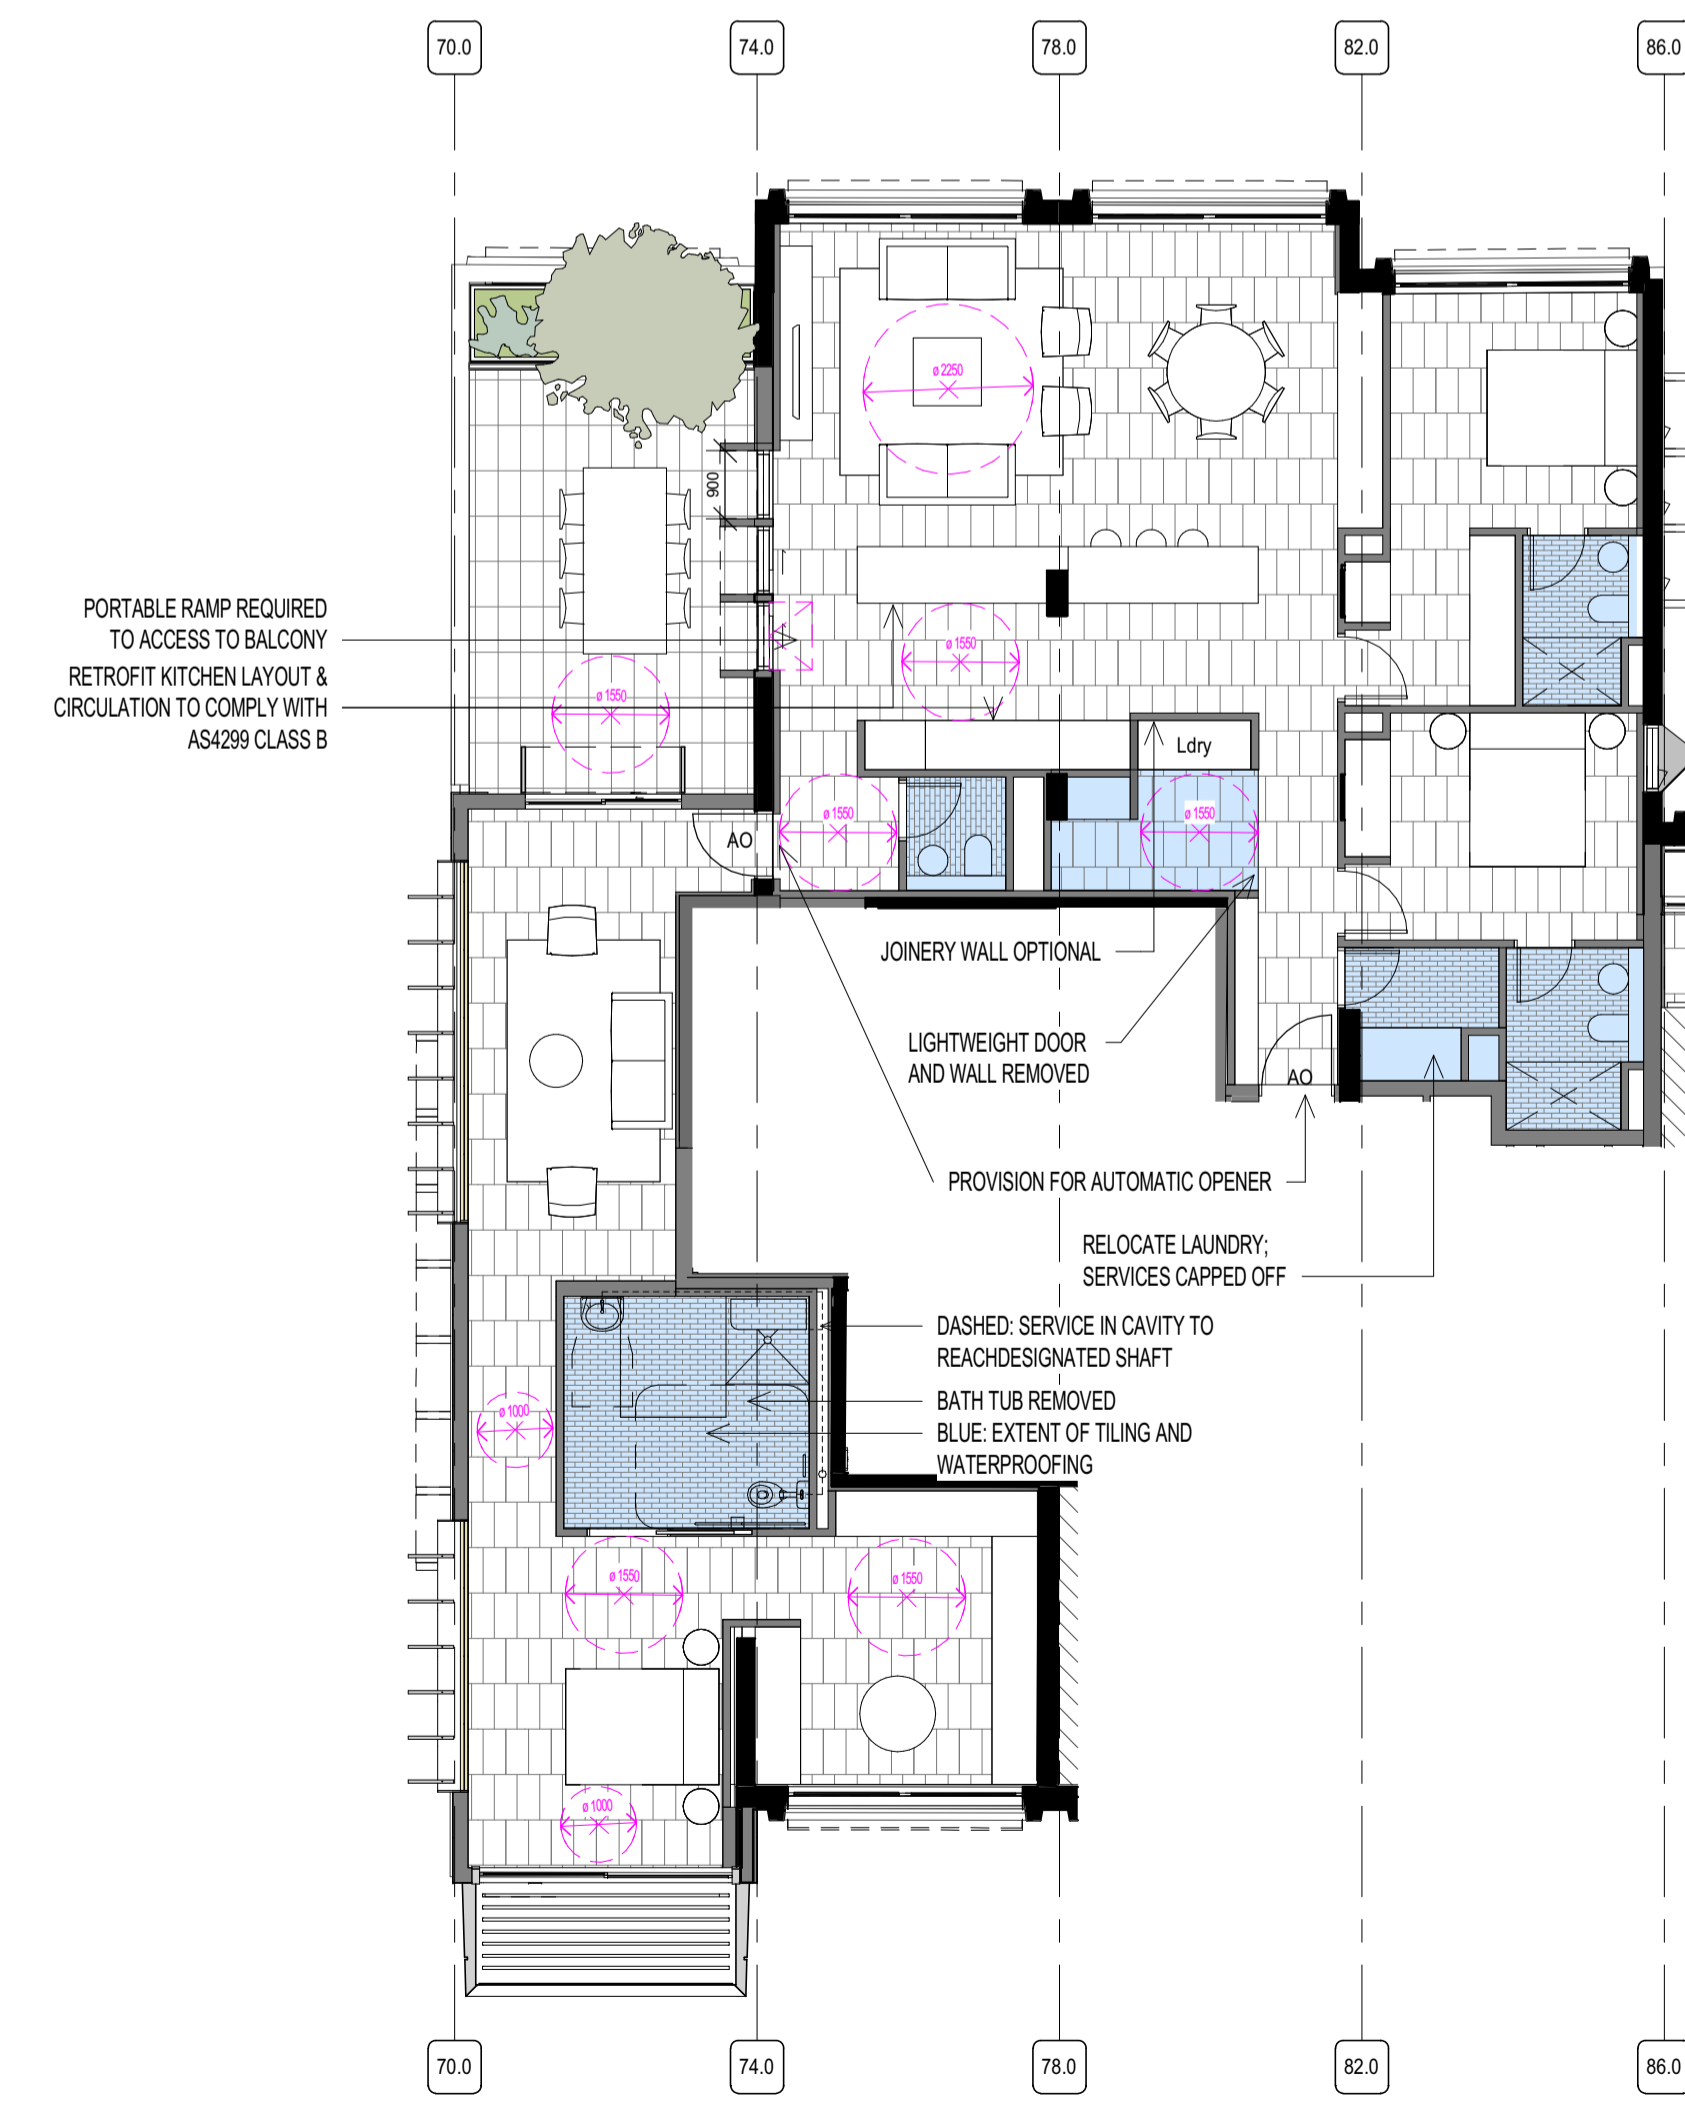 70.0
74.0
78.0
82.0
86.0
ø 2250
900
PORTABLE RAMP REQUIRED
TO ACCESS TO BALCONY
RETROFIT KITCHEN LAYOUT &
CIRCULATION TO COMPLY WITH
AS4299 CLASS B
ø 1550
ø 1550
Ldry
AO
ø 1550
ø 1550
JOINERY WALL OPTIONAL
LIGHTWEIGHT DOOR
AND WALL REMOVED
AO
PROVISION FOR AUTOMATIC OPENER
RELOCATE LAUNDRY;
SERVICES CAPPED OFF
DASHED: SERVICE IN CAVITY TO
REACHDESIGNATED SHAFT
BATH TUB REMOVED
BLUE: EXTENT OF TILING AND
WATERPROOFING
ø 1000
ø 1550
ø 1550
ø 1000
70.0
74.0
78.0
82.0
86.0